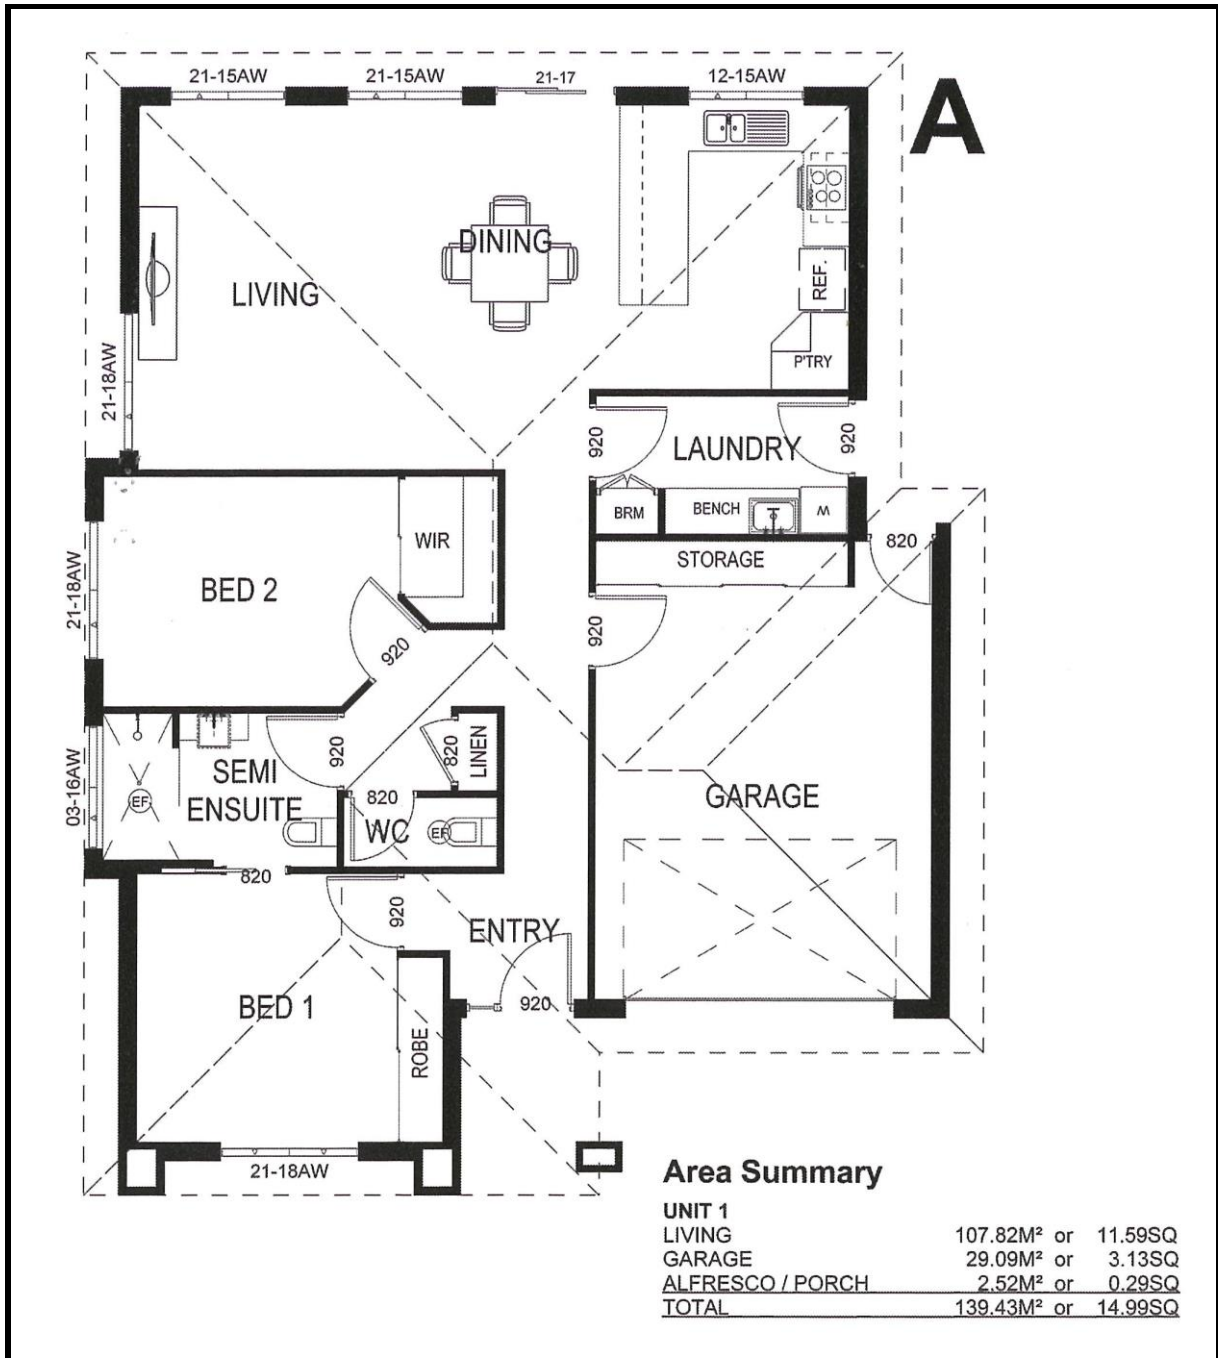 21-15AW 21-15AW 21-17 12-15AW
A
DINING
LIVING
REF.
P'TRY
21-18AW
920 LAUNDRY 920
BRM BENCH W
WIR
STORAGE 820
21-18AW BED 2
920
920
LINEN
820
920
SEMI
ENSUITE
03-16AW
EF
820
WC EF
GARAGE
820
920
ENTRY
BED 1
920
ROBE
21-18AW
Area Summary
UNIT 1
LIVING 107.82M² or 11.59SQ
GARAGE 29.09M² or 3.13SQ
ALFRESCO / PORCH 2.52M² or 0.29SQ
TOTAL 139.43M² or 14.99SQ